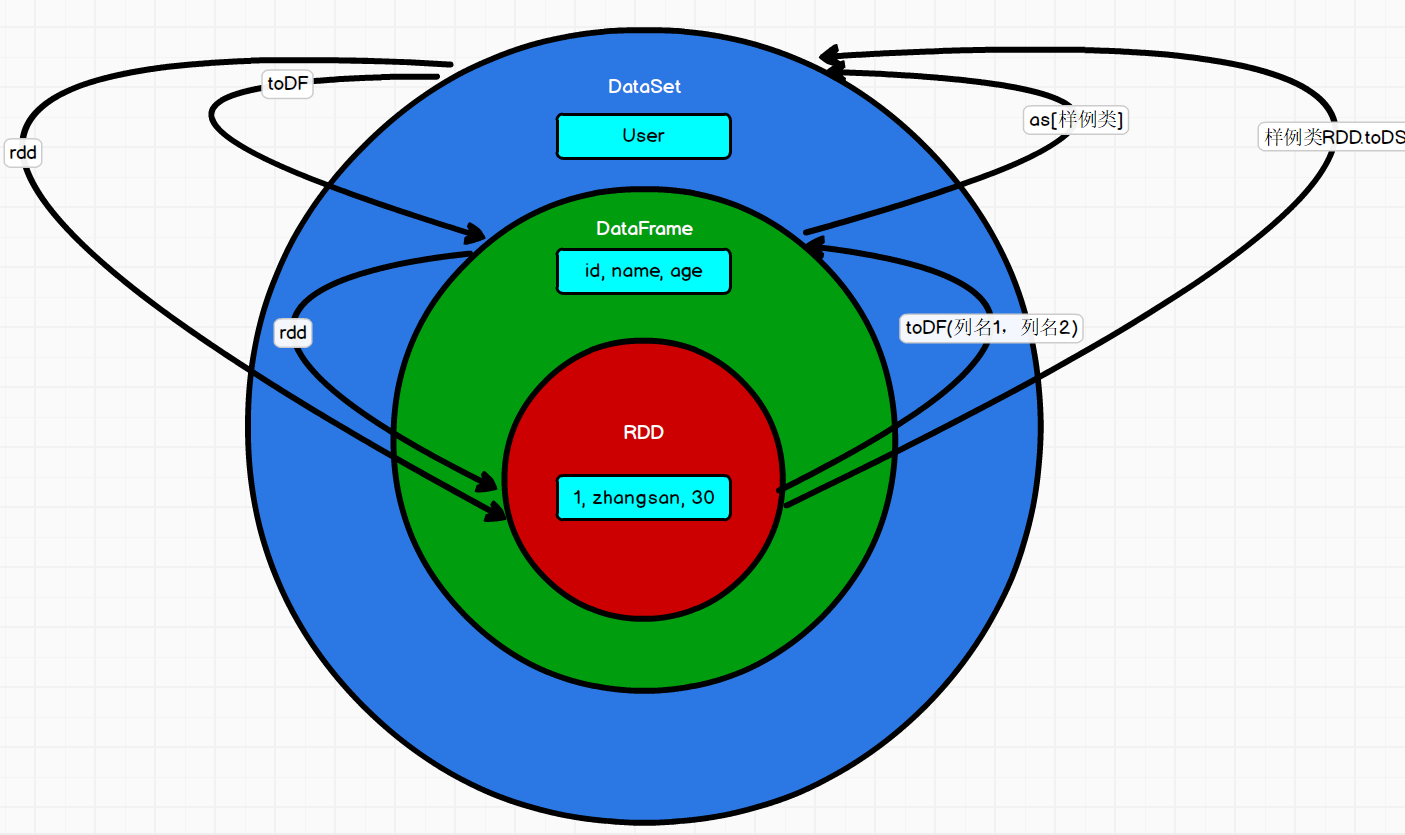 toDF
DataSet
as[样例类]
User
rdd
样例类RDD.toDS
DataFrame
id, name, age
rdd
toDF(列名1，列名2)
RDD
1, zhangsan, 30